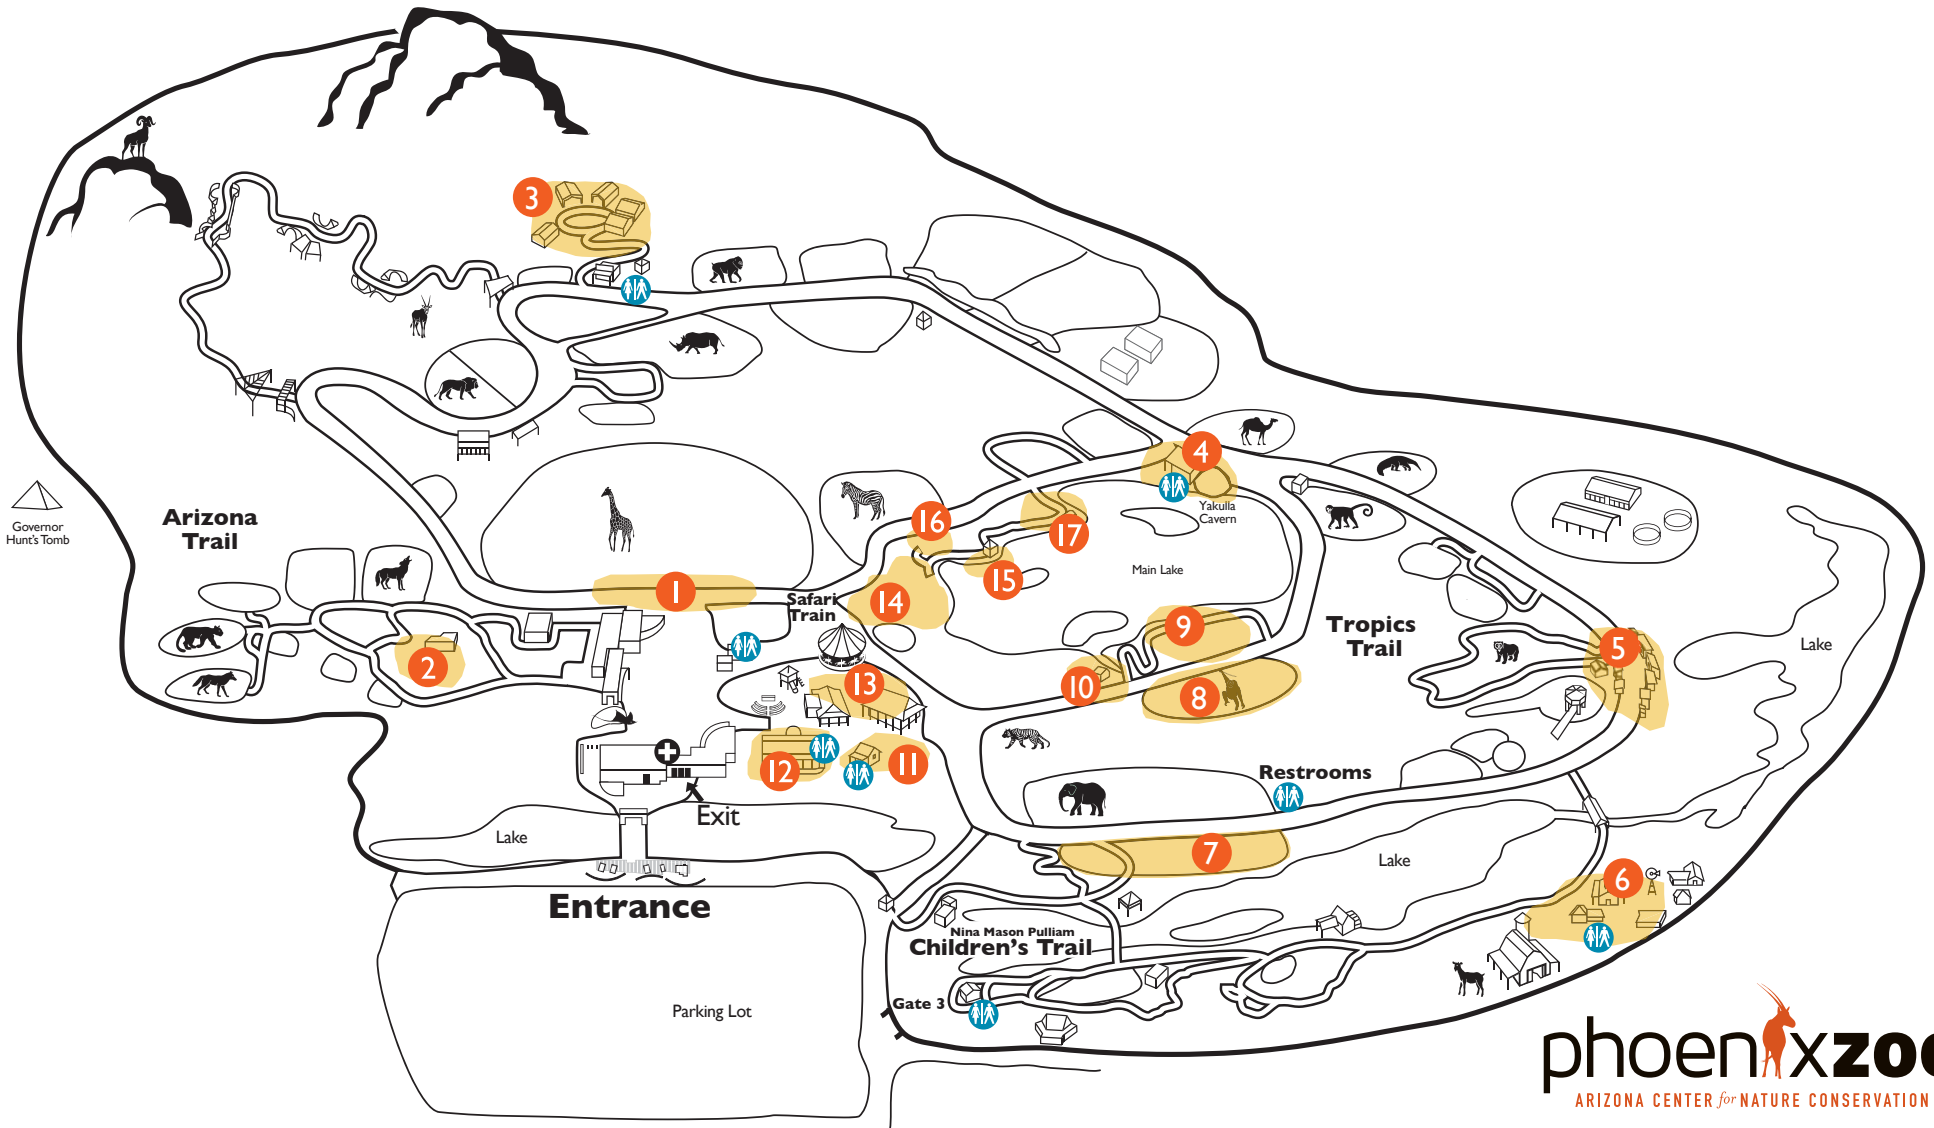 3
4
Yakulla
Cavern
Governor
Hunt's Tomb
Arizona
Trail
16
17
Main Lake
15
1
14
Safari
Train
9
Tropics
Trail
Lake
5
2
13
10
8
12
11
Restrooms
Exit
Lake
7
Lake
6
Entrance
Nina Mason Pulliam
Children's Trail
Gate 3
Parking Lot
phoenixzoo
ARIZONA CENTER for NATURE CONSERVATION